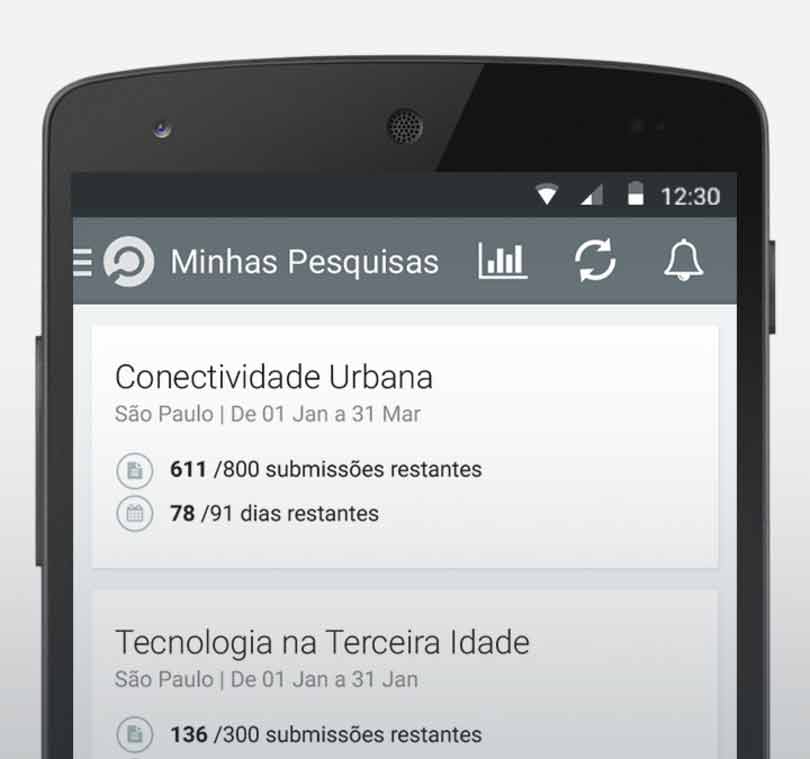 12:30
Minhas Pesquisas
Conectividade Urbana
São Paulo | De 01 Jan a 31 Mar
611 /800 submissões restantes
78 /91 dias restantes
Tecnologia na Terceira Idade
São Paulo | De 01 Jan a 31 Jan
136 /300 submissões restantes